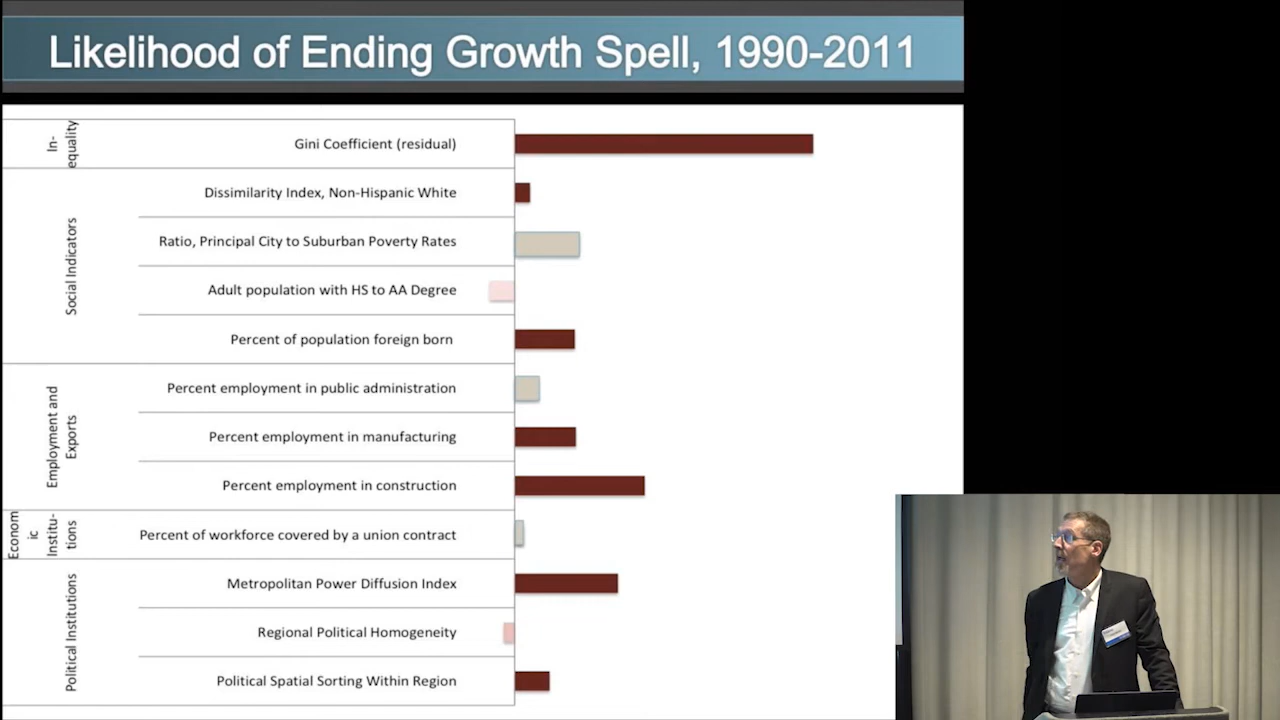 Likelihood of Ending Growth Spell, 1990-2011
In-
equality
Gini Coefficient (residual)
Social Indicators
Dissimilarity Index, Non-Hispanic White
Ratio, Principal City to Suburban Poverty Rates
Adult population with HS to AA Degree
Percent of population foreign born
Employment and
Exports
Percent employment in public administration
Percent employment in manufacturing
Percent employment in construction
Econom
ic
Institu-
tions
Percent of workforce covered by a union contract
Political Institutions
Metropolitan Power Diffusion Index
Regional Political Homogeneity
Political Spatial Sorting Within Region